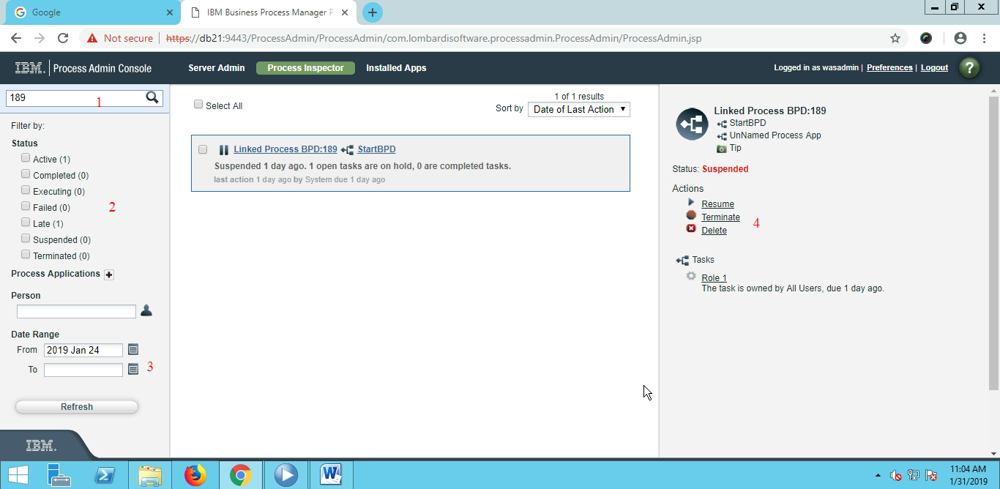 Google
IBM Business Process Manager P
Not secure
https://db21:9443/ProcessAdmin/ProcessAdmin/com.lombardisoftware.processadmin.ProcessAdmin/ProcessAdmin.jsp
IBM. Process Admin Console
Server Admin
Process Inspector
Installed Apps
Logged in as wasadmin | Preferences | Logout
?
189
1
Filter by:
Status
Active (1)
Completed (0)
Executing (0)
Failed (0)
2
Late (1)
Suspended (0)
Terminated (0)
Process Applications
Person
Date Range
From 2019 Jan 24
To
3
Refresh
IBM.
Select All
1 of 1 results
Sort by Date of Last Action
Linked Process BPD:189 StartBPD
Suspended 1 day ago. 1 open tasks are on hold, 0 are completed tasks.
last action 1 day ago by System due 1 day ago
Linked Process BPD:189
StartBPD
UnNamed Process App
Tip
Status: Suspended
Actions
Resume
Terminate
4
Delete
Tasks
Role 1
The task is owned by All Users, due 1 day ago.
11:04 AM
1/31/2019